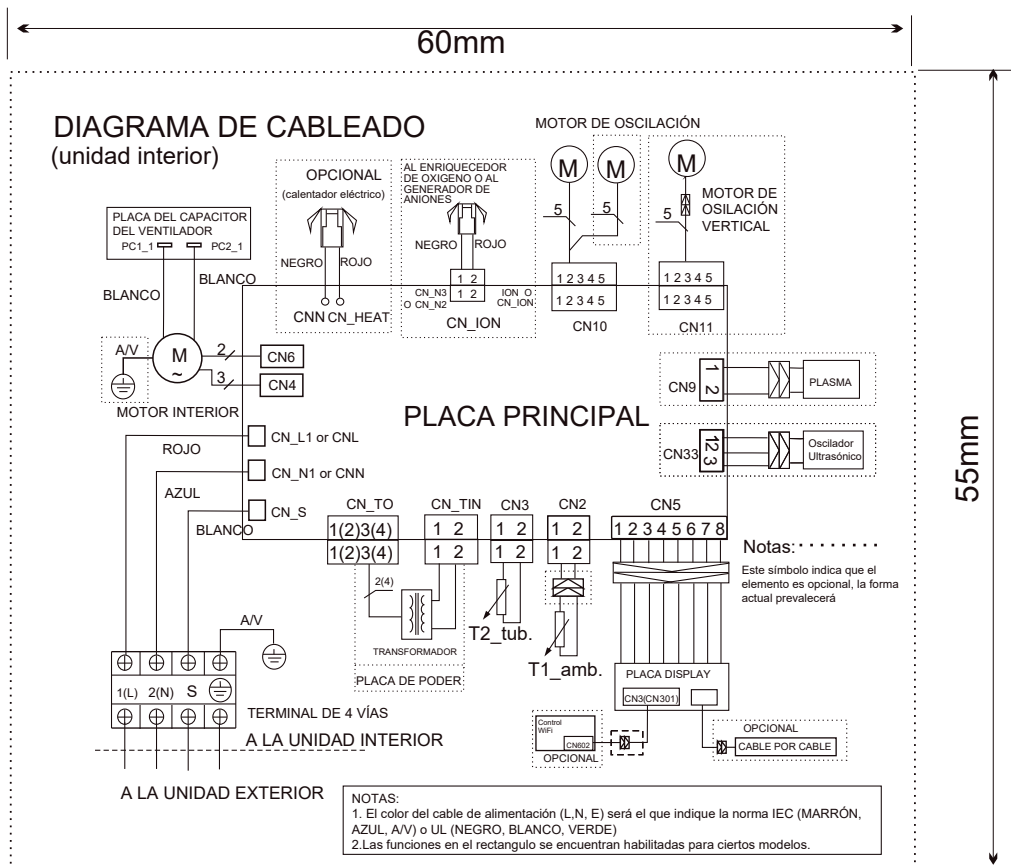 60mm
55mm
DIAGRAMA DE CABLEADO
(unidad interior)
MOTOR DE OSCILACIÓN
M
M
M
5
5
5
MOTOR DE
OSILACIÓN
VERTICAL
OPCIONAL
(calentador eléctrico)
NEGRO
ROJO
CNN CN_HEAT
AL ENRIQUECEDOR
DE OXIGENO O AL
GENERADOR DE
ANIONES
NEGRO
ROJO
1 2
1 2
CN_N3
O CN_N2
ION O
CN_ION
CN_ION
1 2 3 4 5
1 2 3 4 5
CN10
1 2 3 4 5
1 2 3 4 5
CN11
PLACA DEL CAPACITOR
DEL VENTILADOR
PC1_1
PC2_1
BLANCO
BLANCO
A/V
M
~
2
CN6
3
CN4
MOTOR INTERIOR
PLACA PRINCIPAL
CN9
1 2
PLASMA
CN33
12 3
Oscilador
Ultrasónico
ROJO
CN_L1 or CNL
CN_N1 or CNN
AZUL
CN_S
BLANCO
CN_TO
1(2)3(4)
1(2)3(4)
CN_TIN
1 2
1 2
CN3
1 2
1 2
CN2
1 2
1 2
CN5
1 2 3 4 5 6 7 8
Notas:
Este símbolo indica que el
elemento es opcional, la forma
actual prevalecerá
2(4)
TRANSFORMADOR
PLACA DE PODER
T2_tub.
T1_amb.
PLACA DISPLAY
CN3(CN301)
Control
WiFi
CN602
OPCIONAL
OPCIONAL
CABLE POR CABLE
A/V
1(L) 2(N) S
TERMINAL DE 4 VÍAS
A LA UNIDAD INTERIOR
A LA UNIDAD EXTERIOR
NOTAS:
1. El color del cable de alimentación (L,N, E) será el que indique la norma IEC (MARRÓN,
AZUL, A/V) o UL (NEGRO, BLANCO, VERDE)
2.Las funciones en el rectangulo se encuentran habilitadas para ciertos modelos.